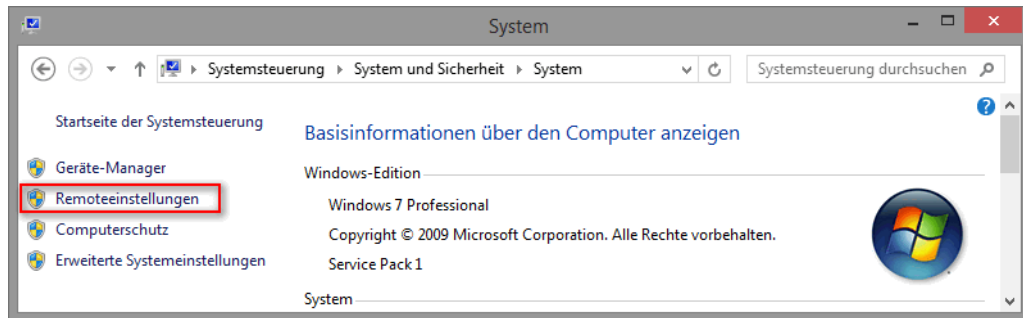 System
Systemsteuerung System und Sicherheit System
Systemsteuerung durchsuchen
Startseite der Systemsteuerung
Geräte-Manager
Remoteeinstellungen
Computerschutz
Erweiterte Systemeinstellungen
Basisinformationen über den Computer anzeigen
Windows-Edition
Windows 7 Professional
Copyright © 2009 Microsoft Corporation. Alle Rechte vorbehalten.
Service Pack 1
System